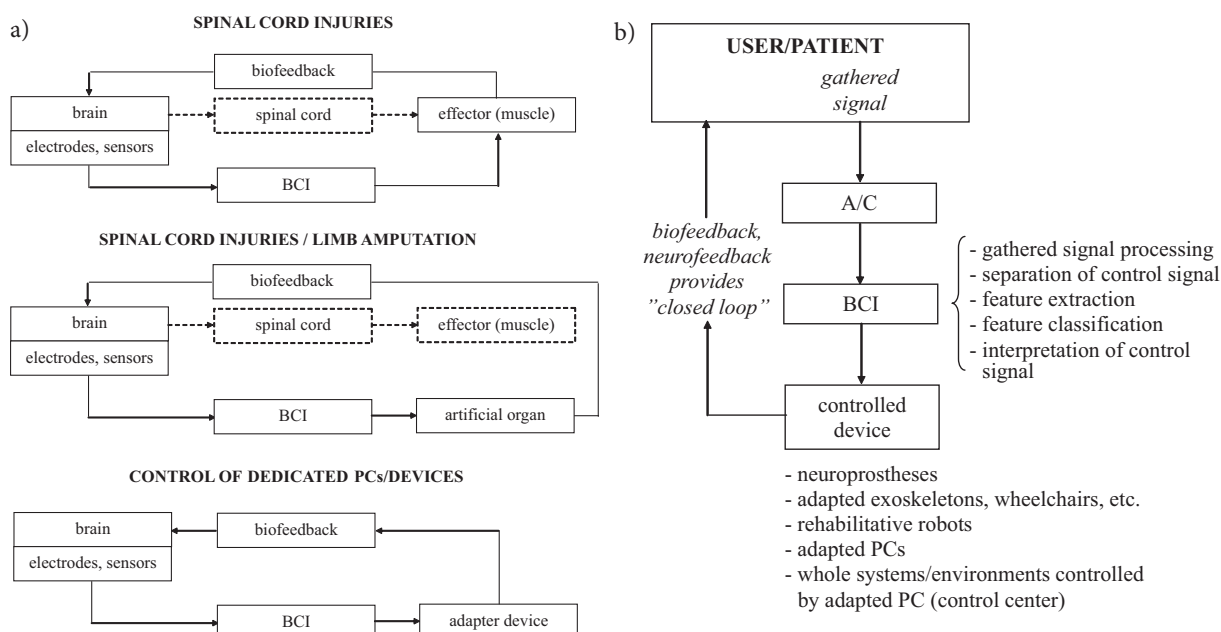 a)
SPINAL CORD INJURIES
biofeedback
brain
spinal cord
effector (muscle)
electrodes, sensors
BCI
SPINAL CORD INJURIES / LIMB AMPUTATION
biofeedback
brain
spinal cord
effector (muscle)
electrodes, sensors
BCI
artificial organ
CONTROL OF DEDICATED PCs/DEVICES
brain
biofeedback
electrodes, sensors
BCI
adapter device
b)
USER/PATIENT
gathered
signal
A/C
biofeedback,
neurofeedback
provides
”closed loop”
BCI
- gathered signal processing
- separation of control signal
- feature extraction
- feature classification
- interpretation of control
signal
controlled
device
- neuroprostheses
- adapted exoskeletons, wheelchairs, etc.
- rehabilitative robots
- adapted PCs
- whole systems/environments controlled
by adapted PC (control center)